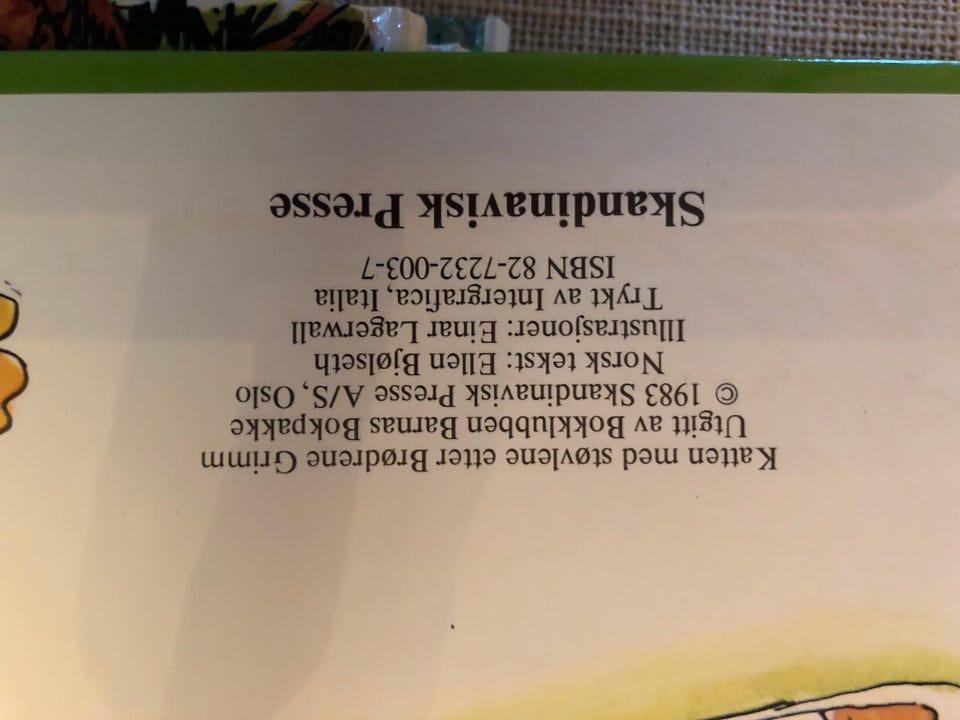 Katten med støvlene etter Brødrene Grimm
Utgitt av Bokklubben Barnas Bokpakke
© 1983 Skandinavisk Presse A/S, Oslo
Norsk tekst: Ellen Bjølseth
Illustrasjoner: Einar Lagerwall
Trykt av Intergrafica, Italia
ISBN 82-7232-003-7
Skandinavisk Presse